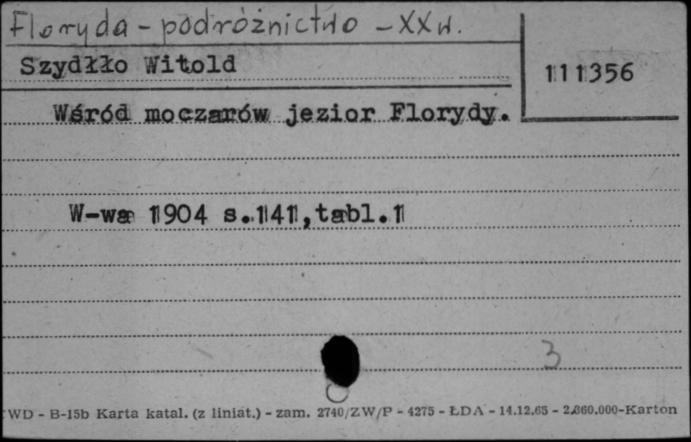 Floryda - podróżnictwo - XX w.
Szydłło Witold
111356
Wśród moczarów jezior Florydy.
W-wa 1904 s.141,tabl.1
3
WD - B-15b Karta katal. (z liniat.) - zam. 2740/ZW/P - 4275 - ŁDA - 14.12.65 - 2.860.000-Karton